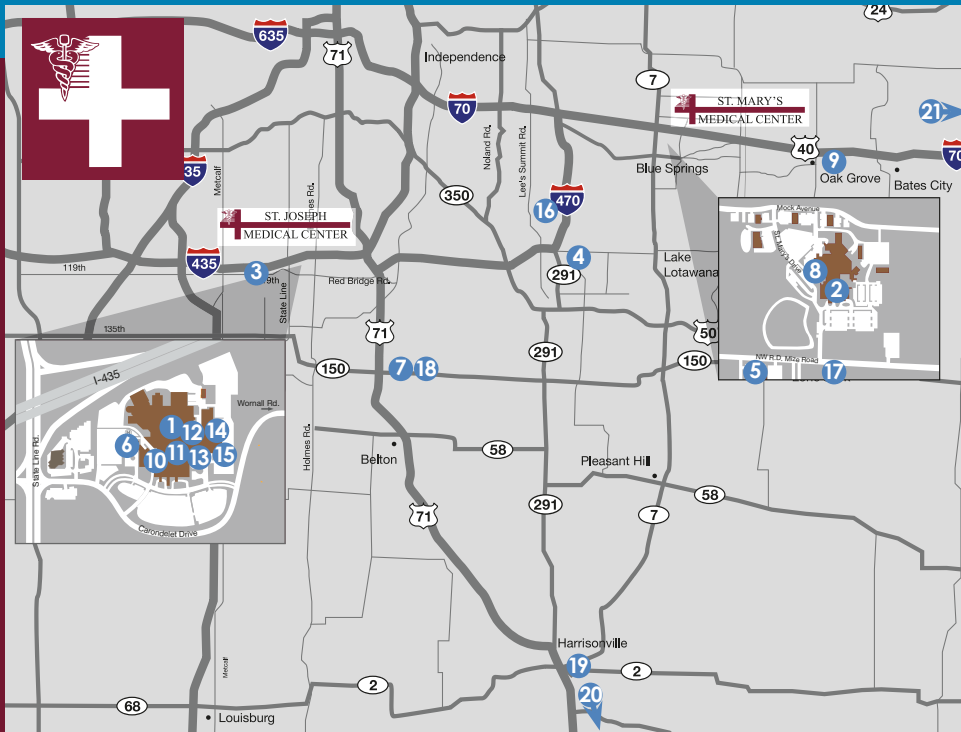 24
635
71
Independence
7
70
ST. MARY'S
MEDICAL CENTER
21
Noland Rd.
Lee's Summit Rd.
40
9
70
Blue Springs
Oak Grove
Bates City
35
Metcalf
350
470
16
ST. JOSEPH
MEDICAL CENTER
435
119th
3
State Line
Red Bridge Rd.
4
291
Lake
Lotawana
Mock Avenue
St. Mary's Drive
8
2
NW R.D. Mize Road
5
17
135th
71
50
291
150
7
18
150
I-435
Wornall Rd.
State Line Rd.
1
12
14
6
11
10
13
15
Carondelet Drive
Holmes Rd.
Belton
58
Pleasant Hill
58
291
7
71
Harrisonville
19
2
20
2
Metcalf
68
Louisburg